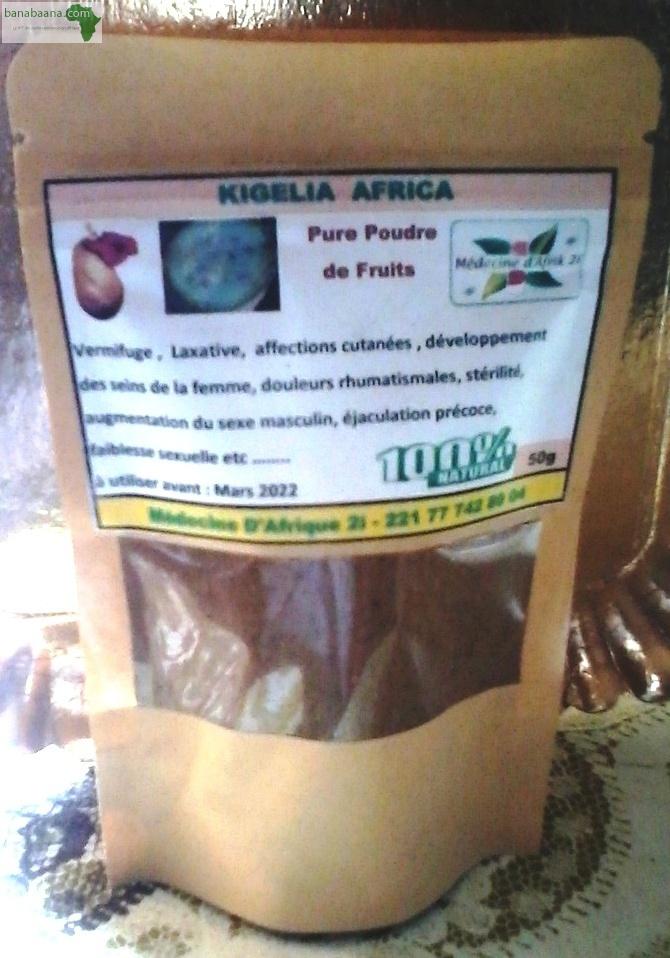 banabaana.com
KIGELIA AFRICA
Pure Poudre
de Fruits
Médecine d'Afrik 2i
Vermifuge , Laxative, affections cutanées , développement
des seins de la femme, douleurs rhumatismales, stérilité,
augmentation du sexe masculin, éjaculation précoce,
faiblesse sexuelle etc ........
100%
NATURAL
50g
à utiliser avant : Mars 2022
Médecine D'Afrique 2i - 221 77 742 89 04